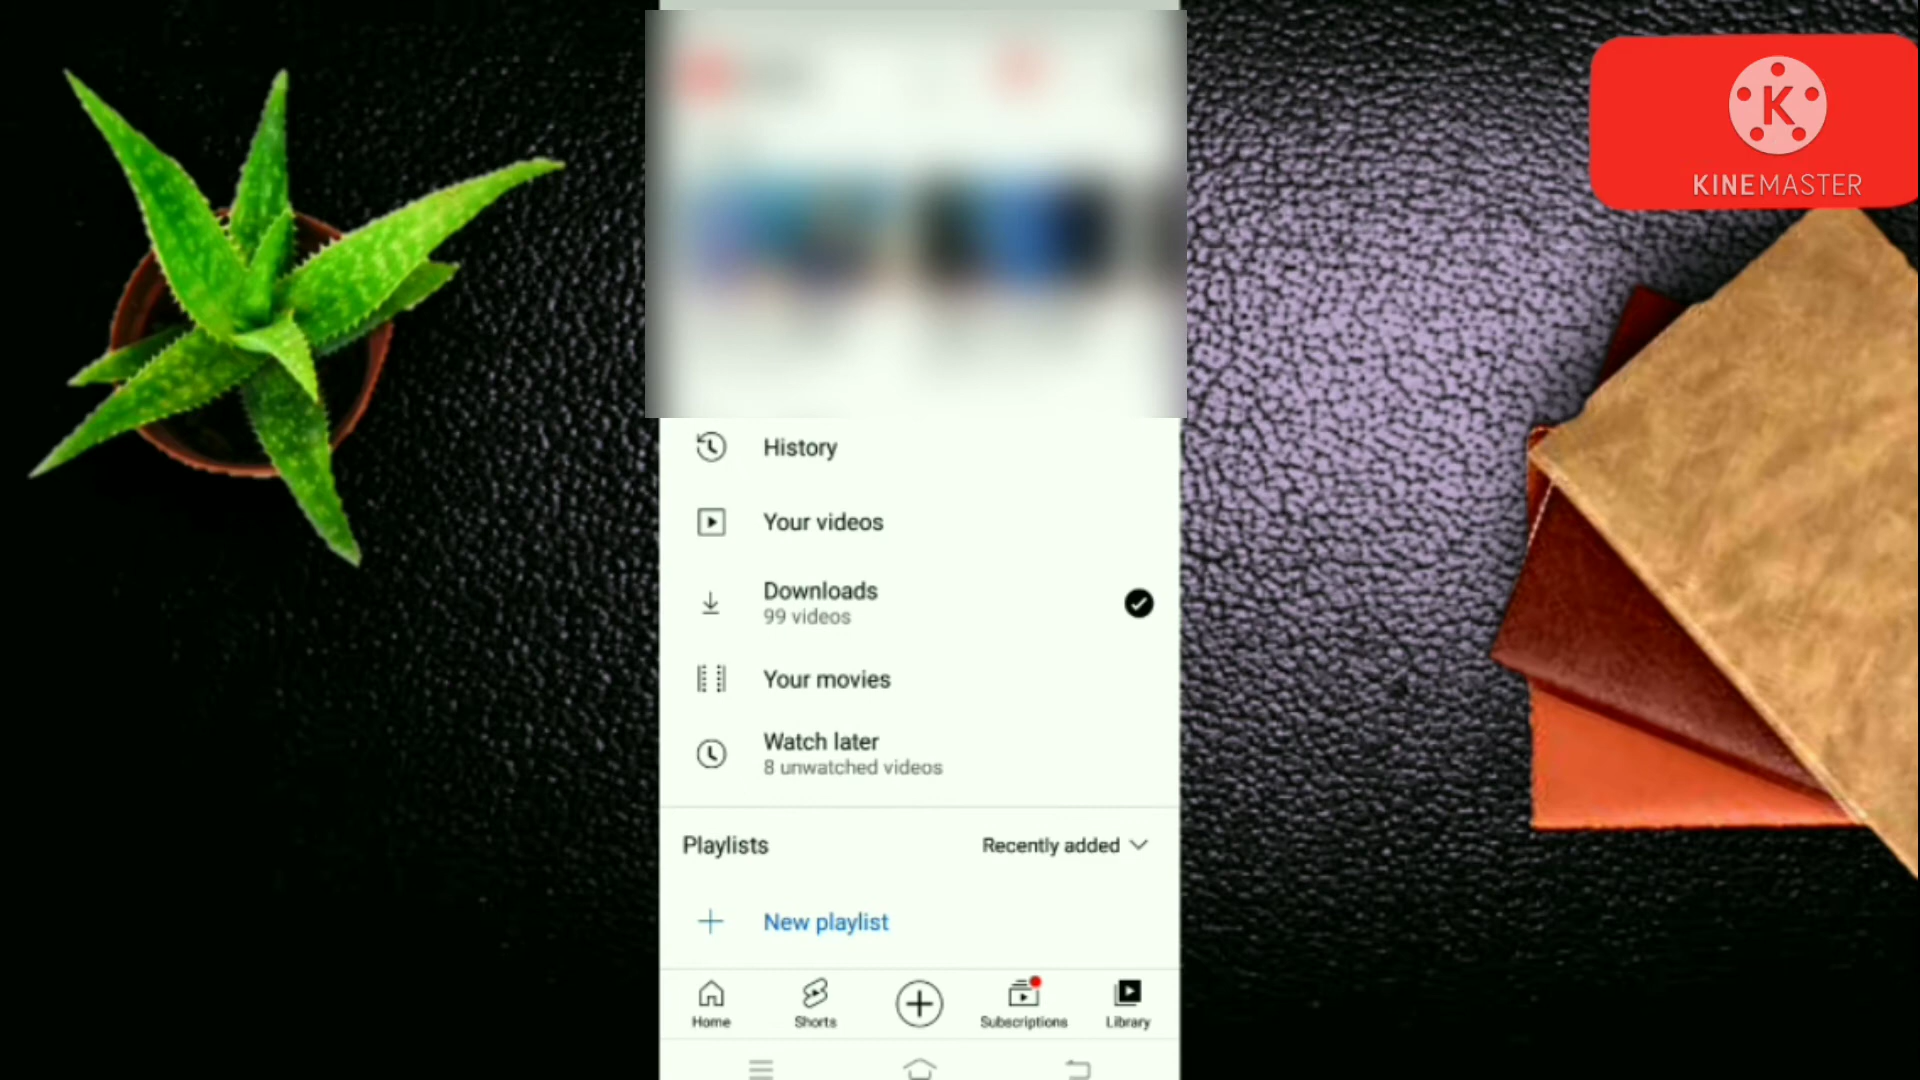 KINEMASTER
History
Your videos
Downloads
99 videos
Your movies
Watch later
8 unwatched videos
Playlists
Recently added
New playlist
Home
Shorts
Subscriptions
Library